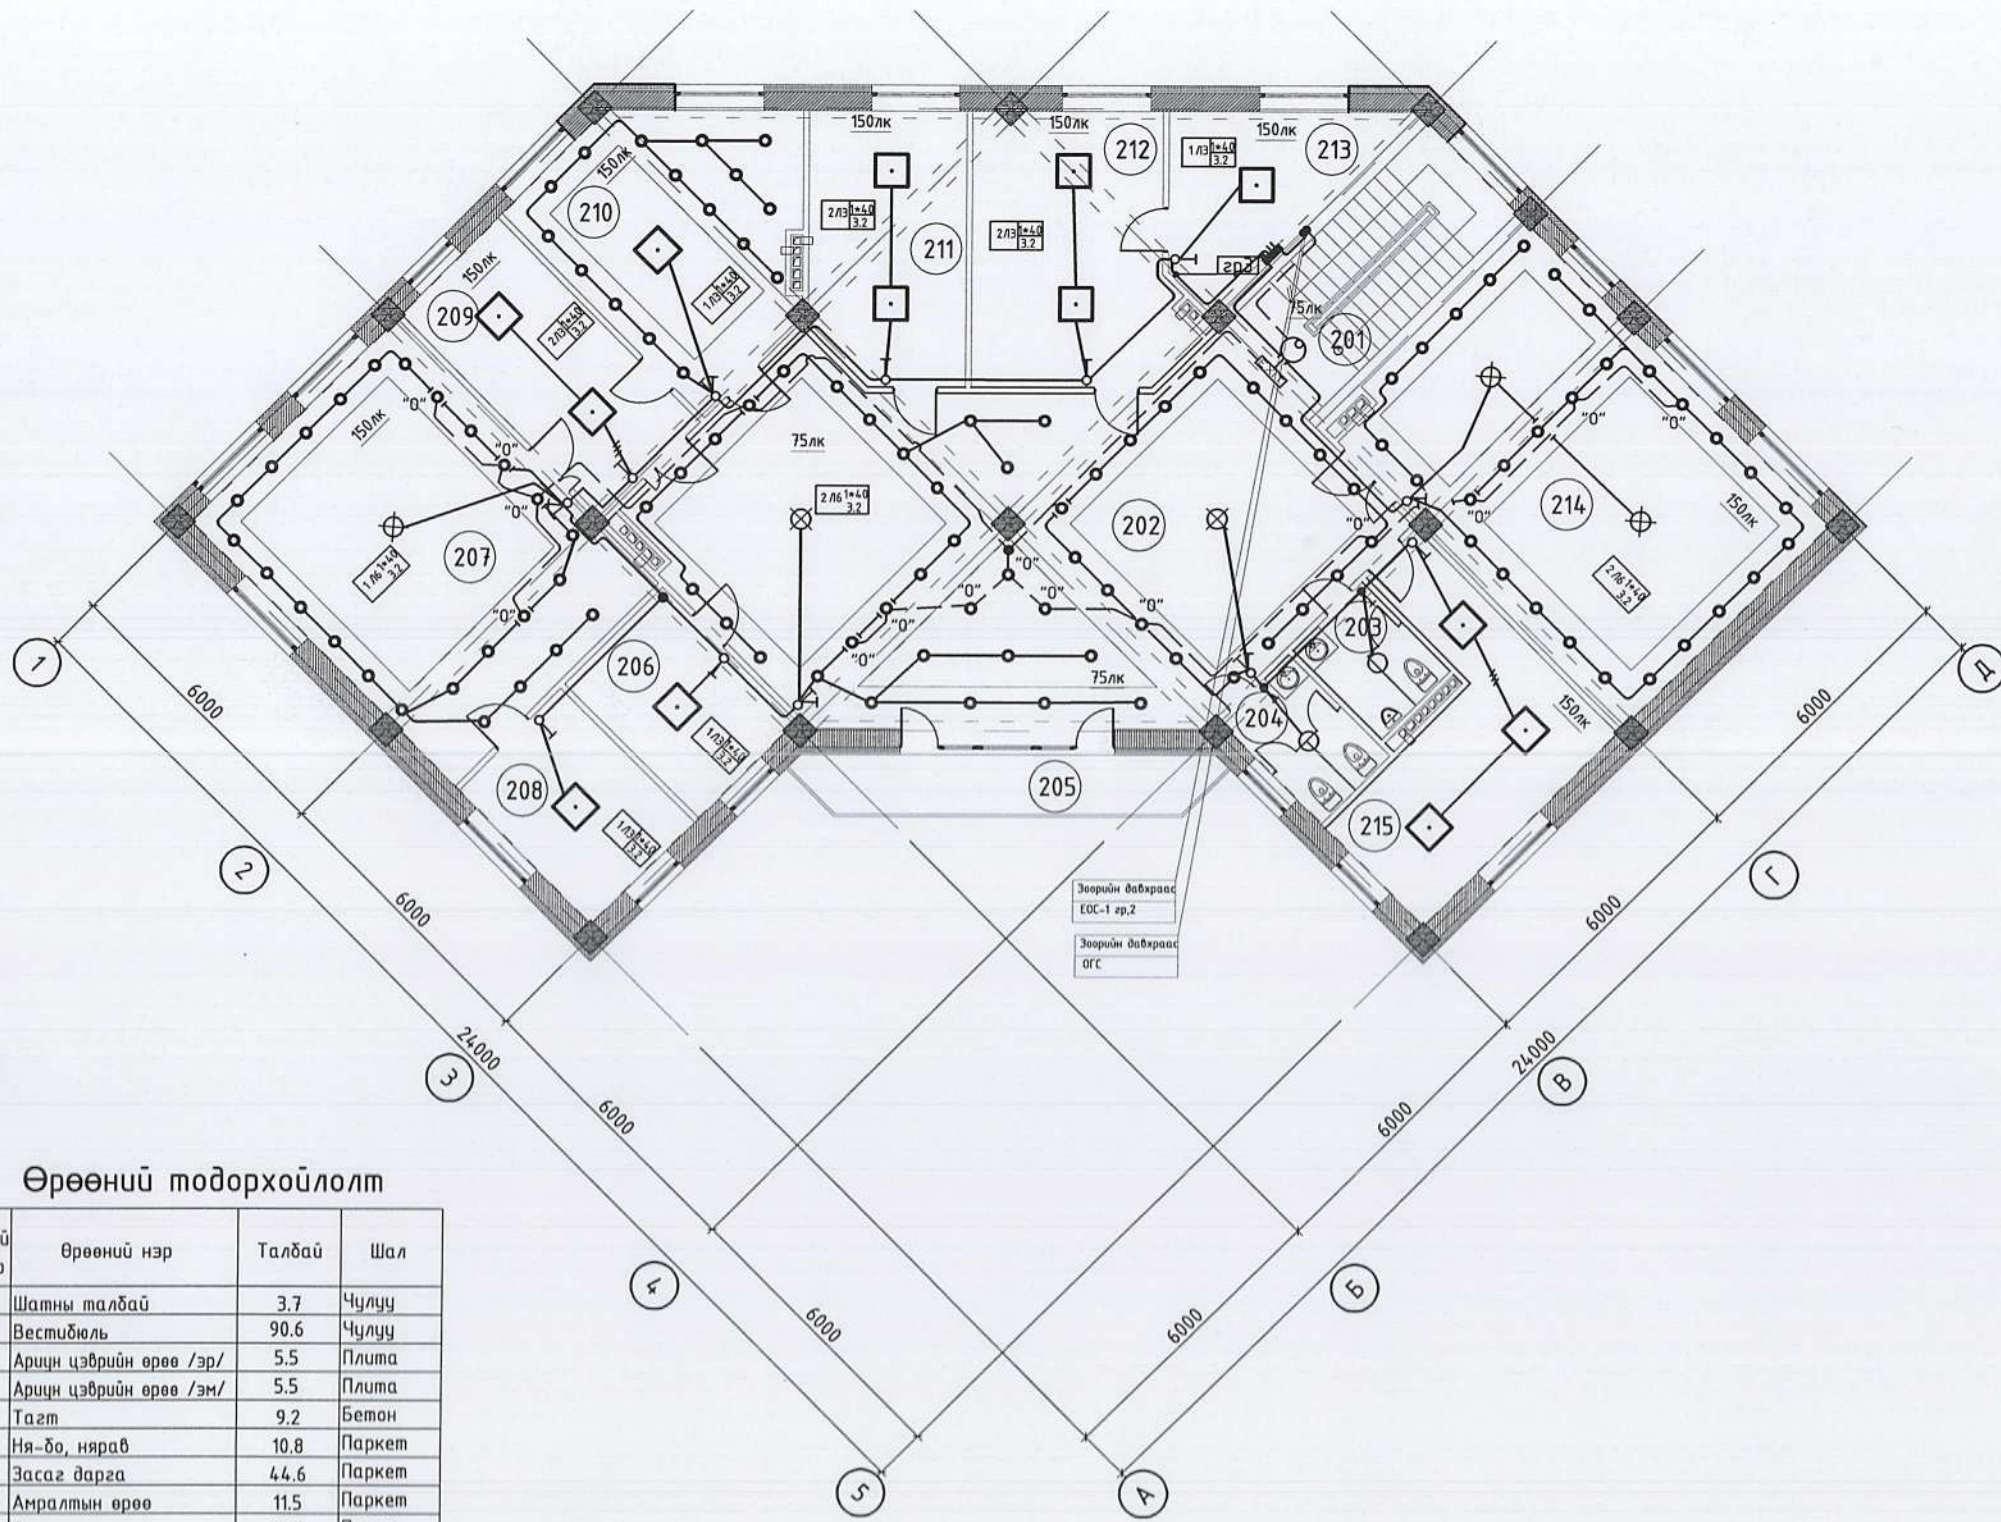 150лк
150лк
150лк
212
213
1Л3 1*40
3.2
150лк
210
2Л3 1*40
3.2
2Л3 1*40
3.2
211
гр3
150лк
209
2Л3 1*40
3.2
1Л3 1*40
3.2
75лк
201
150лк
"0"
"0"
"0"
75лк
2Л6 1*40
3.2
202
"0"
"0"
"0"
"0"
214
150лк
207
1Л6 1*40
3.2
2Л6 1*40
3.2
"0"
"0"
"0"
"0"
"0"
"0"
"0"
203
206
75лк
204
150лк
1Л3 1*40
3.2
208
205
215
1Л3 1*40
3.2
Зоорийн давхраас
ЕОС-1 гр,2
Зоорийн давхраас
ОГС
1
6000
2
6000
3
24000
6000
4
6000
5
Д
6000
Г
6000
24000
В
6000
Б
6000
А
Өрөөний тодорхойлолт
Өрөөний нэр Талбай Шал
Шатны талбай 3.7 Чулуу
Вестибюль 90.6 Чулуу
Ариун цэврийн өрөө /эр/ 5.5 Плита
Ариун цэврийн өрөө /эм/ 5.5 Плита
Тагт 9.2 Бетон
Ня-бо, нярав 10.8 Паркет
Засаг дарга 44.6 Паркет
Амралтын өрөө 11.5 Паркет